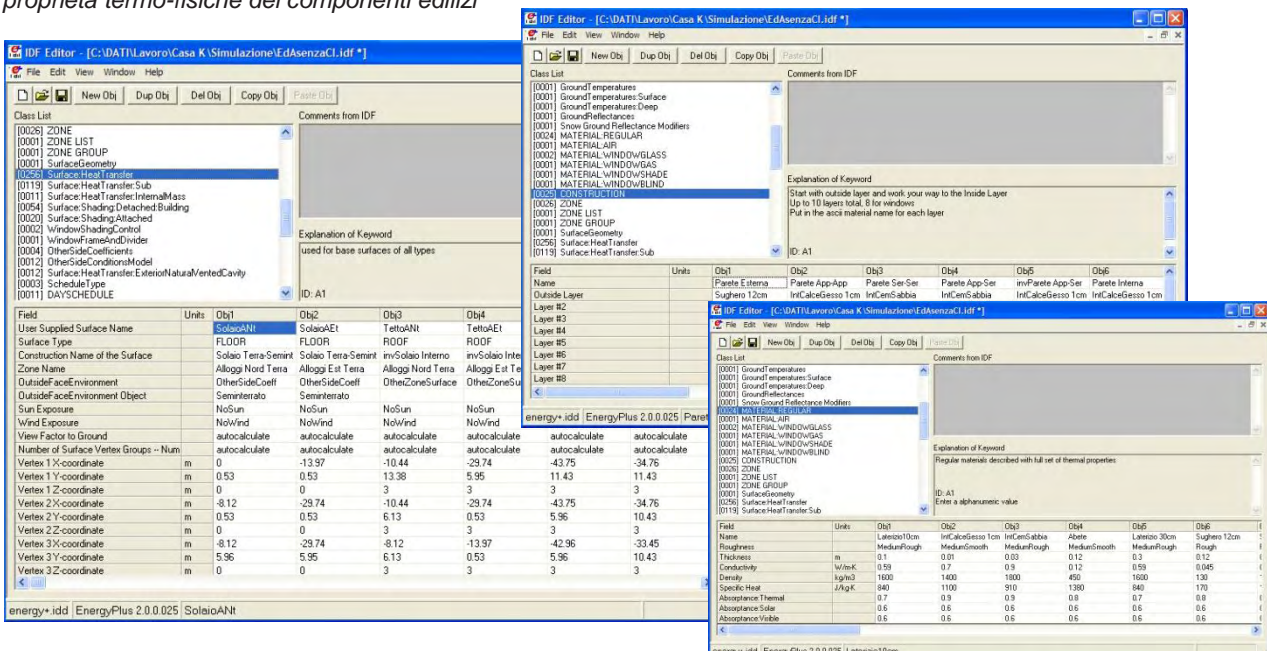 proprietà termo-fisiche dei componenti edilizi
IDF Editor - [C:\DATI\Lavoro\Casa K\Simulazione\EdAsenzaCI.idf *]
File Edit View Window Help
New Obj Dup Obj Del Obj Copy Obj Paste Obj
Class List Comments from IDF
[0026] ZONE
[0001] ZONE LIST
[0001] ZONE GROUP
[0001] SurfaceGeometry
[0256] Surface:HeatTransfer
[0119] Surface:HeatTransfer:Sub
[0011] Surface:HeatTransfer:InternalMass
[0054] Surface:Shading:Detached:Building
[0020] Surface:Shading:Attached
[0002] WindowShadingControl
[0001] WindowFrameAndDivider
[0004] OtherSideCoefficients
[0012] OtherSideConditionsModel
[0012] Surface:HeatTransfer:ExteriorNaturalVentedCavity
[0003] ScheduleType
[0011] DAYSCHEDULE
Explanation of Keyword
used for base surfaces of all types
ID: A1
Field Units Obj1 Obj2 Obj3 Obj4
User Supplied Surface Name SolaioANt SolaioAEt TettoANt TettoAEt
Surface Type FLOOR FLOOR ROOF ROOF
Construction Name of the Surface Solaio Terra-Semint Solaio Terra-Semint invSolaio Interno invSolaio Inte
Zone Name Alloggi Nord Terra Alloggi Est Terra Alloggi Nord Terra Alloggi Est Te
OutsideFaceEnvironment OtherSideCoeff OtherSideCoeff OtherZoneSurface OtherZoneSu
OutsideFaceEnvironment Object Seminterrato Seminterrato
Sun Exposure NoSun NoSun NoSun NoSun
Wind Exposure NoWind NoWind NoWind NoWind
View Factor to Ground autocalculate autocalculate autocalculate autocalculate autocalculate autocalculate
Number of Surface Vertex Groups -- Num autocalculate autocalculate autocalculate autocalculate autocalculate autocalculate
Vertex 1 X-coordinate m 0 -13.97 -10.44 -29.74 -43.75 -34.76
Vertex 1 Y-coordinate m 0.53 0.53 13.38 5.95 11.43 11.43
Vertex 1 Z-coordinate m 0 0 3 3 3 3
Vertex 2 X-coordinate m -8.12 -29.74 -10.44 -29.74 -43.75 -34.76
Vertex 2 Y-coordinate m 0.53 0.53 6.13 0.53 5.96 10.43
Vertex 2 Z-coordinate m 0 0 3 3 3 3
Vertex 3 X-coordinate m -8.12 -29.74 -8.12 -13.97 -42.96 -33.45
Vertex 3 Y-coordinate m 5.96 5.95 6.13 0.53 5.96 10.43
Vertex 3 Z-coordinate m 0 0 3 3 3 3
energy+.idd EnergyPlus 2.0.0.025 SolaioANt
IDF Editor - [C:\DATI\Lavoro\Casa K\Simulazione\EdAsenzaCI.idf *]
File Edit View Window Help
New Obj Dup Obj Del Obj Copy Obj Paste Obj
Class List Comments from IDF
[0001] GroundTemperatures
[0001] GroundTemperatures:Surface
[0001] GroundTemperatures:Deep
[0001] GroundReflectances
[0001] Snow Ground Reflectance Modifiers
[0024] MATERIAL:REGULAR
[0001] MATERIAL:AIR
[0002] MATERIAL:WINDOWGLASS
[0001] MATERIAL:WINDOWGAS
[0001] MATERIAL:WINDOWSHADE
[0001] MATERIAL:WINDOWBLIND
[0025] CONSTRUCTION
[0026] ZONE
[0001] ZONE LIST
[0001] ZONE GROUP
[0001] SurfaceGeometry
[0256] Surface:HeatTransfer
[0119] Surface:HeatTransfer:Sub
Explanation of Keyword
Start with outside layer and work your way to the Inside Layer
Up to 10 layers total, 8 for windows
Put in the ascii material name for each layer
ID: A1
Field Units Obj1 Obj2 Obj3 Obj4 Obj5 Obj6
Name Parete Esterna Parete App-App Parete Ser-Ser Parete App-Ser invParete App-Ser Parete Interna
Outside Layer Sughero 12cm IntCalceGesso 1cm IntCemSabbia IntCemSabbia IntCalceGesso 1cm IntCalceGesso 1cm
Layer #2
Layer #3
Layer #4
Layer #5
Layer #6
Layer #7
Layer #8
energy+.idd EnergyPlus 2.0.0.025 Paret
IDF Editor - [C:\DATI\Lavoro\Casa K\Simulazione\EdAsenzaCI.idf *]
File Edit View Window Help
New Obj Dup Obj Del Obj Copy Obj Paste Obj
Class List Comments from IDF
[0001] GroundTemperatures
[0001] GroundTemperatures:Surface
[0001] GroundTemperatures:Deep
[0001] GroundReflectances
[0001] Snow Ground Reflectance Modifiers
[0024] MATERIAL:REGULAR
[0001] MATERIAL:AIR
[0002] MATERIAL:WINDOWGLASS
[0001] MATERIAL:WINDOWGAS
[0001] MATERIAL:WINDOWSHADE
[0001] MATERIAL:WINDOWBLIND
[0025] CONSTRUCTION
[0026] ZONE
[0001] ZONE LIST
[0001] ZONE GROUP
[0001] SurfaceGeometry
[0256] Surface:HeatTransfer
[0119] Surface:HeatTransfer:Sub
Explanation of Keyword
Regular materials described with full set of thermal properties
ID: A1
Enter a alphanumeric value
Field Units Obj1 Obj2 Obj3 Obj4 Obj5 Obj6
Name Laterizio10cm IntCalceGesso 1cm IntCemSabbia Abete Laterizio 30cm Sughero 12cm
Roughness MediumRough MediumSmooth MediumRough MediumSmooth MediumRough Rough
Thickness m 0.1 0.01 0.03 0.12 0.3 0.12
Conductivity W/m-K 0.59 0.7 0.9 0.12 0.59 0.045
Density kg/m3 1600 1400 1800 450 1600 130
Specific Heat J/kg-K 840 1100 910 1380 840 170
Absorptance:Thermal 0.7 0.9 0.9 0.8 0.7 0.8
Absorptance:Solar 0.6 0.6 0.6 0.6 0.6 0.6
Absorptance:Visible 0.6 0.6 0.6 0.6 0.6 0.6
energy+.idd EnergyPlus 2.0.0.025 Laterizio10cm